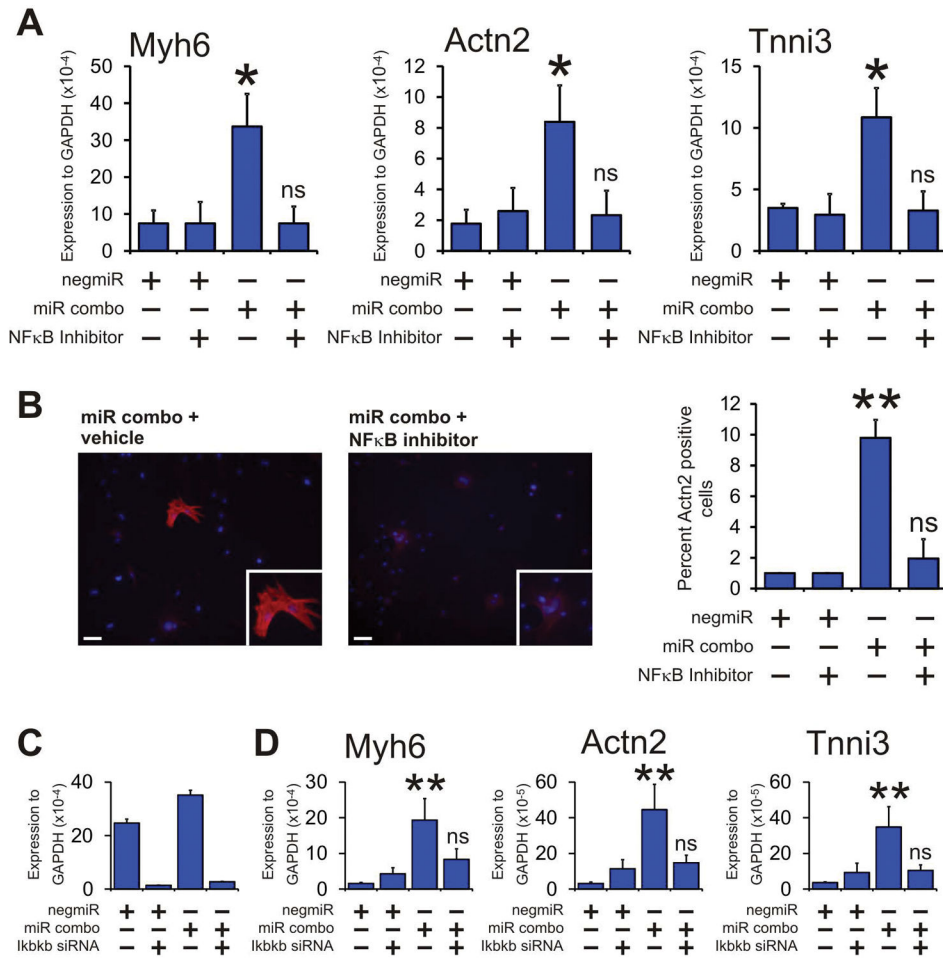 A
Myh6
Expression to GAPDH (x10⁻⁴)
50
40
30
20
10
0
*
ns
negmiR + + − −
miR combo − − + +
NFκB Inhibitor − + − +
Actn2
Expression to GAPDH (x10⁻⁴)
12
10
8
6
4
2
0
*
ns
negmiR + + − −
miR combo − − + +
NFκB Inhibitor − + − +
Tnni3
Expression to GAPDH (x10⁻⁴)
15
10
5
0
*
ns
negmiR + + − −
miR combo − − + +
NFκB Inhibitor − + − +
B
miR combo +
vehicle
miR combo +
NFκB inhibitor
Percent Actn2 positive
cells
12
10
8
6
4
2
0
**
ns
negmiR + + − −
miR combo − − + +
NFκB Inhibitor − + − +
C
Expression to
GAPDH (x10⁻⁴)
40
20
0
negmiR + + − −
miR combo − − + +
Ikbkb siRNA − + − +
D
Myh6
Expression to
GAPDH (x10⁻⁴)
30
20
10
0
**
ns
negmiR + + − −
miR combo − − + +
Ikbkb siRNA − + − +
Actn2
Expression to
GAPDH (x10⁻⁵)
60
40
20
0
**
ns
negmiR + + − −
miR combo − − + +
Ikbkb siRNA − + − +
Tnni3
Expression to
GAPDH (x10⁻⁵)
60
40
20
0
**
ns
negmiR + + − −
miR combo − − + +
Ikbkb siRNA − + − +